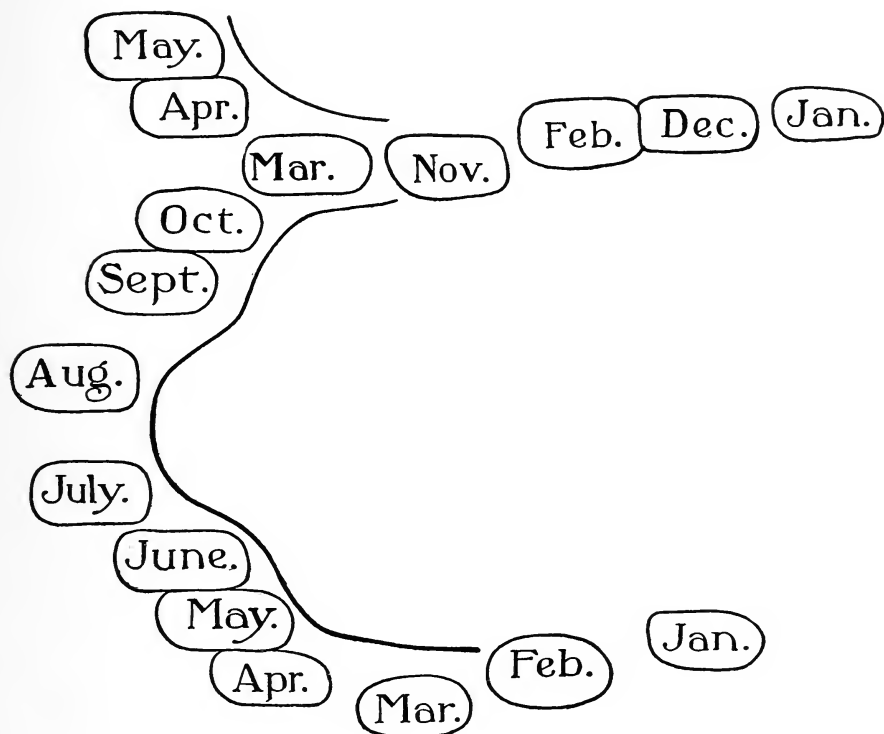 May.
Apr.
Mar. Nov. Feb. Dec. Jan.
Oct.
Sept.
Aug.
July.
June.
May.
Apr.
Mar. Feb. Jan.